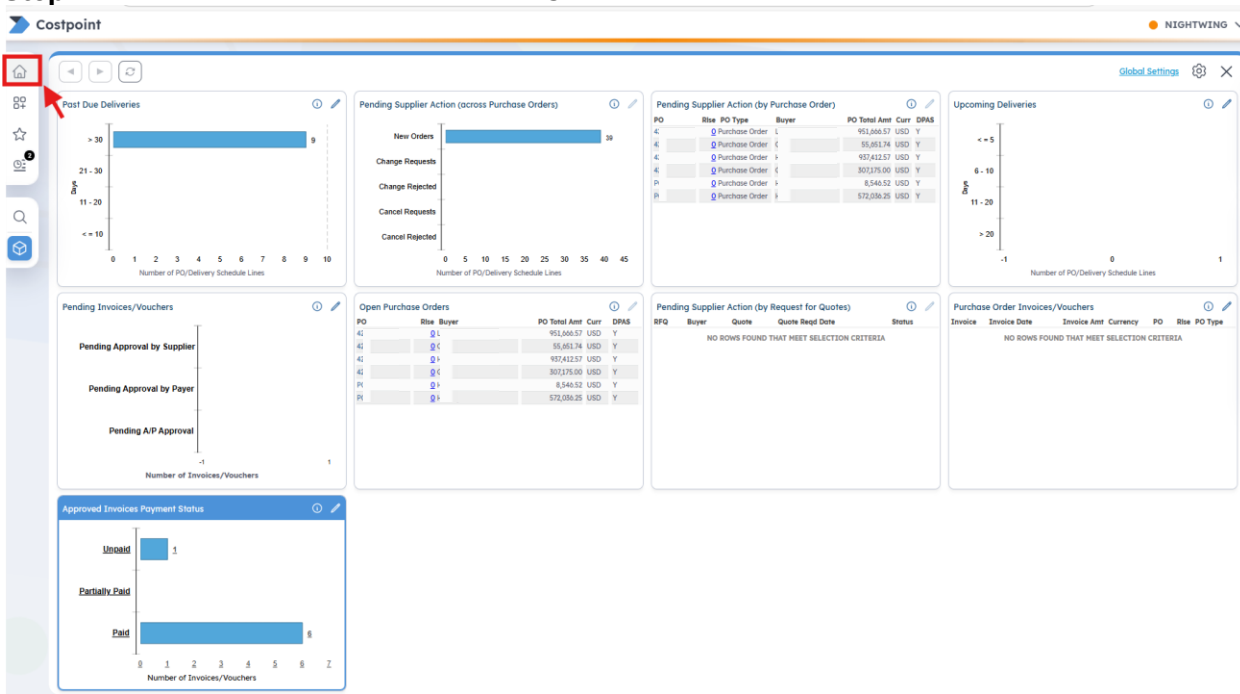 Costpoint
NIGHTWING
Global Settings
2
Past Due Deliveries
> 30
9
21 - 30
11 - 20
<= 10
Days
0 1 2 3 4 5 6 7 8 9 10
Number of PO/Delivery Schedule Lines
Pending Supplier Action (across Purchase Orders)
New Orders
39
Change Requests
Change Rejected
Cancel Requests
Cancel Rejected
0 5 10 15 20 25 30 35 40 45
Number of PO/Delivery Schedule Lines
Pending Supplier Action (by Purchase Order)
PO Rlse PO Type Buyer PO Total Amt Curr DPAS
0 Purchase Order 951,666.57 USD Y
0 Purchase Order 55,651.74 USD Y
0 Purchase Order 937,412.57 USD Y
0 Purchase Order 307,175.00 USD Y
0 Purchase Order 8,546.52 USD Y
0 Purchase Order 572,036.25 USD Y
Upcoming Deliveries
<= 5
6 - 10
11 - 20
> 20
Days
-1 0 1
Number of PO/Delivery Schedule Lines
Pending Invoices/Vouchers
Pending Approval by Supplier
Pending Approval by Payer
Pending A/P Approval
-1 1
Number of Invoices/Vouchers
Open Purchase Orders
PO Rlse Buyer PO Total Amt Curr DPAS
42 0 951,666.57 USD Y
42 0 55,651.74 USD Y
42 0 937,412.57 USD Y
42 0 307,175.00 USD Y
0 8,546.52 USD Y
0 572,036.25 USD Y
Pending Supplier Action (by Request for Quotes)
RFQ Buyer Quote Quote Reqd Date Status
NO ROWS FOUND THAT MEET SELECTION CRITERIA
Purchase Order Invoices/Vouchers
Invoice Invoice Date Invoice Amt Currency PO Rlse PO Type
NO ROWS FOUND THAT MEET SELECTION CRITERIA
Approved Invoices Payment Status
Unpaid
1
Partially Paid
Paid
6
0 1 2 3 4 5 6 7
Number of Invoices/Vouchers